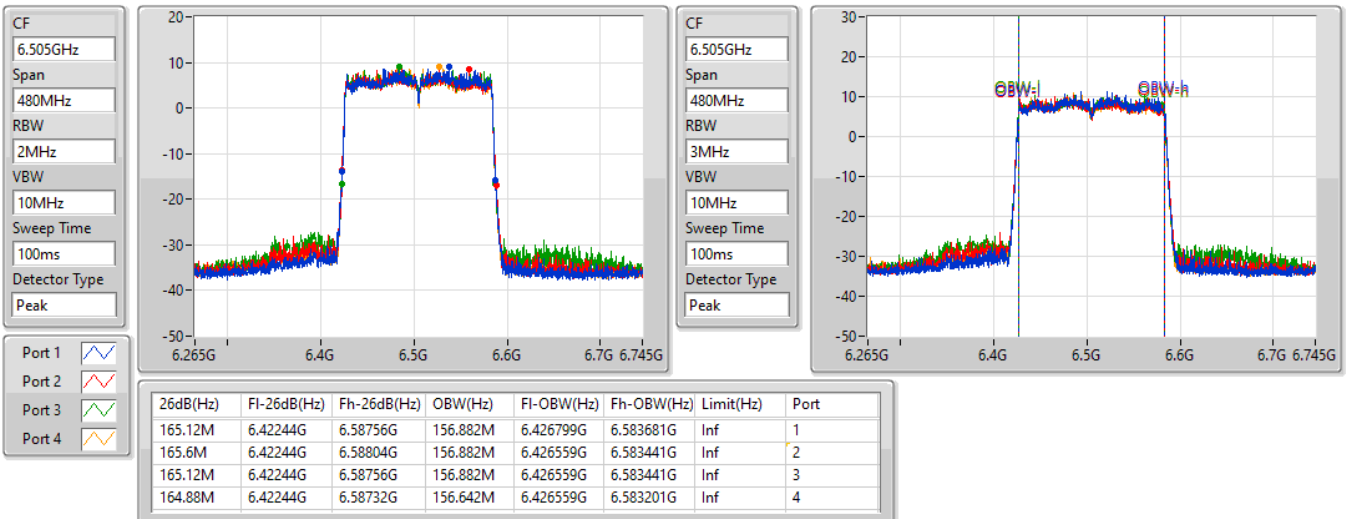 CF
6.505GHz
Span
480MHz
RBW
2MHz
VBW
10MHz
Sweep Time
100ms
Detector Type
Peak
20
10
0
-10
-20
-30
-40
-50
6.265G 6.4G 6.5G 6.6G 6.7G 6.745G
CF
6.505GHz
Span
480MHz
RBW
3MHz
VBW
10MHz
Sweep Time
100ms
Detector Type
Peak
30
20
10
0
-10
-20
-30
-40
-50
OBW-l OBW-h
6.265G 6.4G 6.5G 6.6G 6.7G 6.745G
Port 1
Port 2
Port 3
Port 4
26dB(Hz) Fl-26dB(Hz) Fh-26dB(Hz) OBW(Hz) Fl-OBW(Hz) Fh-OBW(Hz) Limit(Hz) Port
165.12M 6.42244G 6.58756G 156.882M 6.426799G 6.583681G Inf 1
165.6M 6.42244G 6.58804G 156.882M 6.426559G 6.583441G Inf 2
165.12M 6.42244G 6.58756G 156.882M 6.426559G 6.583441G Inf 3
164.88M 6.42244G 6.58732G 156.642M 6.426559G 6.583201G Inf 4